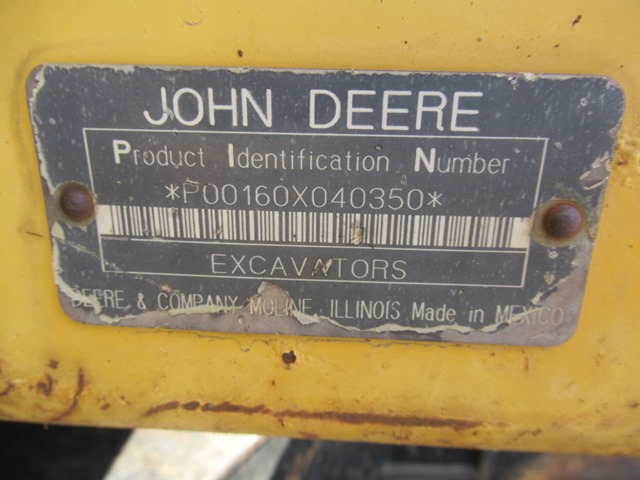 JOHN DEERE
Product Identification Number
*P00160X040350*
EXCAVATORS
DEERE & COMPANY MOLINE, ILLINOIS Made in MEXICO